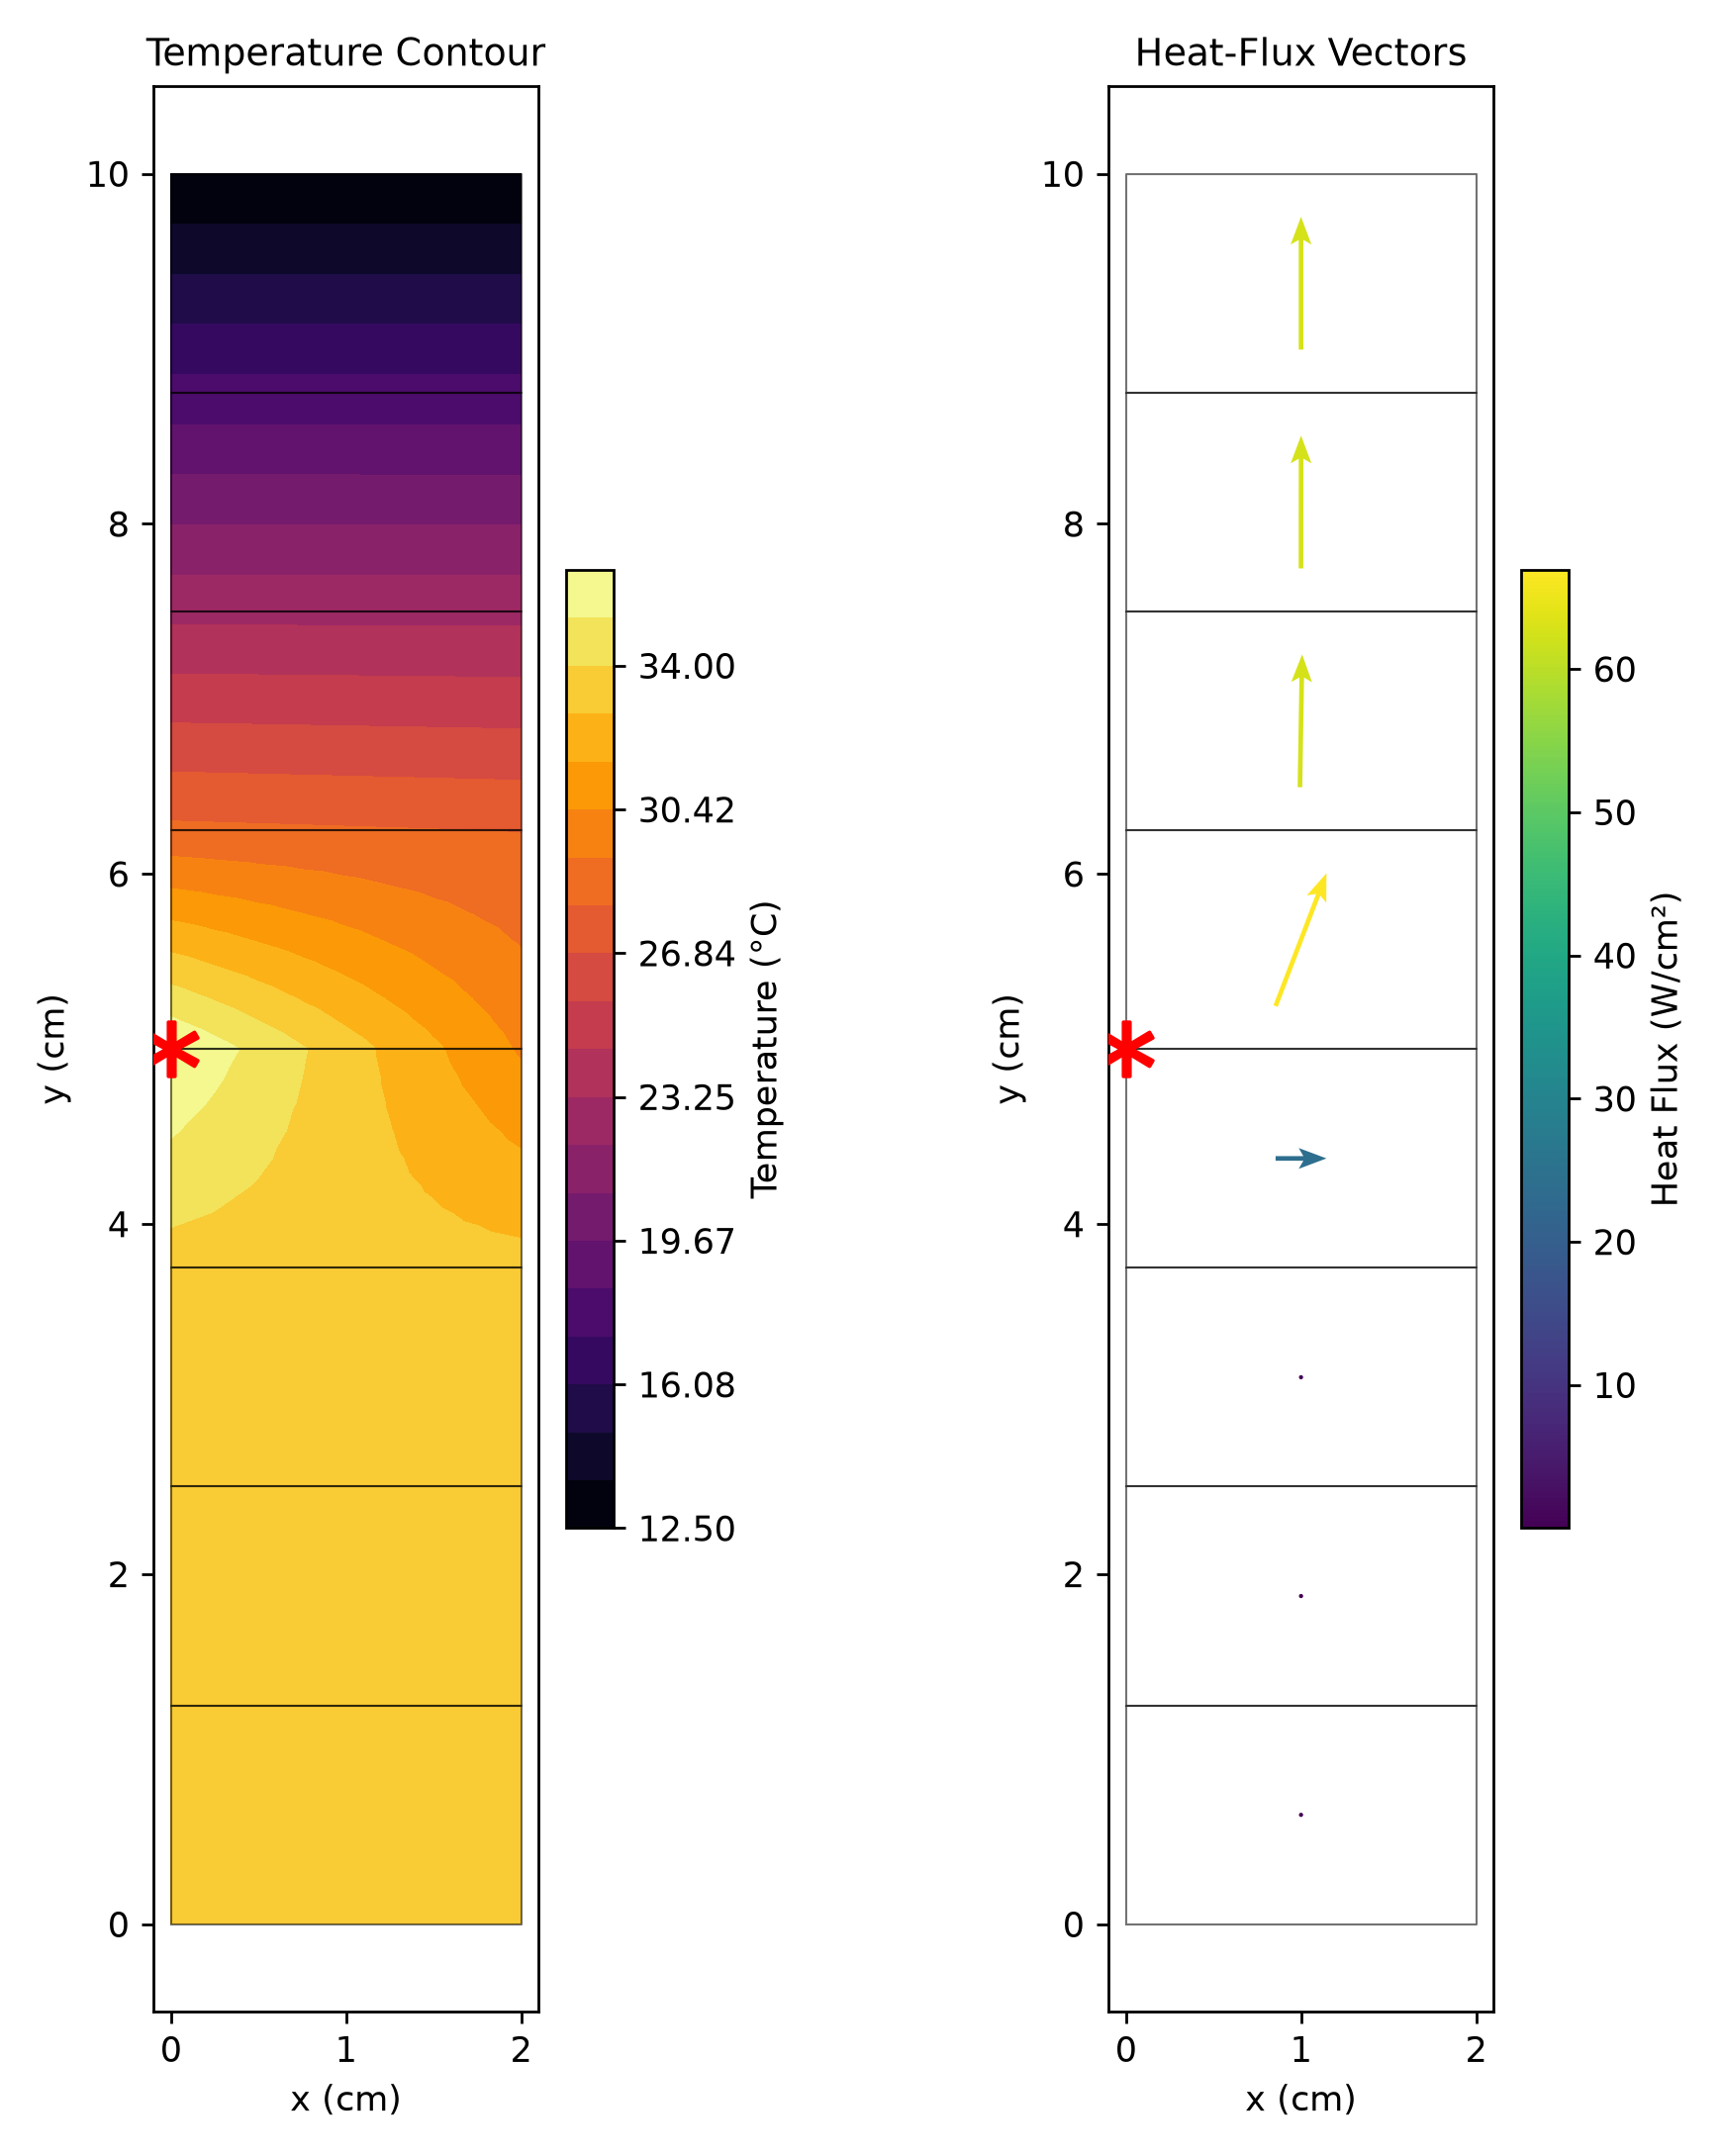 Temperature Contour
10
8
6
4
2
0
y (cm)
0 1 2
x (cm)
34.00
30.42
26.84
23.25
19.67
16.08
12.50
Temperature (°C)
Heat-Flux Vectors
10
8
6
4
2
0
y (cm)
0 1 2
x (cm)
60
50
40
30
20
10
Heat Flux (W/cm²)